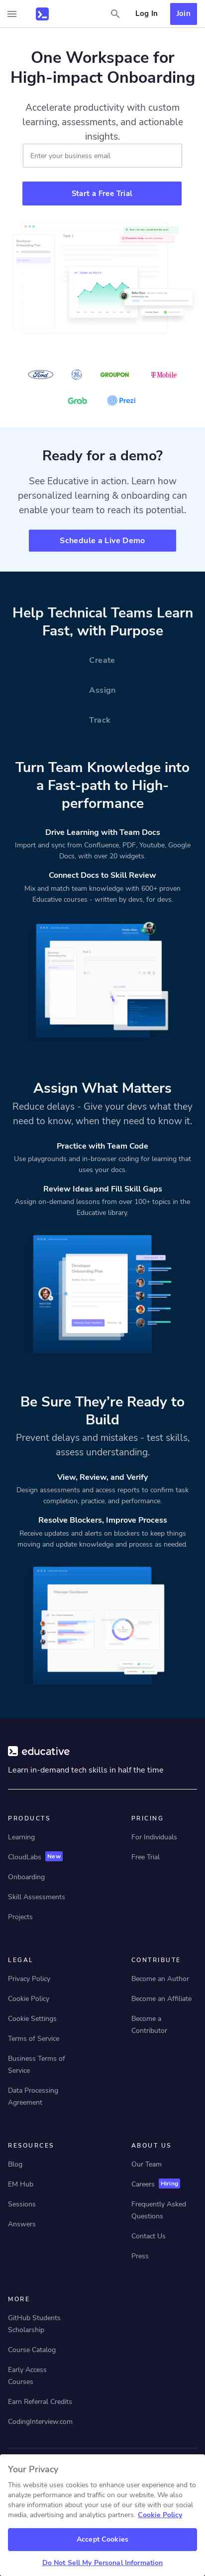 Log In
Join
One Workspace for
High-impact Onboarding
Accelerate productivity with custom
learning, assessments, and actionable
insights.
Enter your business email
Start a Free Trial
Ford
GROUPON
T Mobile
Grab
Prezi
Ready for a demo?
See Educative in action. Learn how
personalized learning & onboarding can
enable your team to reach its potential.
Schedule a Live Demo
Help Technical Teams Learn
Fast, with Purpose
Create
Assign
Track
Turn Team Knowledge into
a Fast-path to High-
performance
Drive Learning with Team Docs
Import and sync from Confluence, PDF, Youtube, Google
Docs, with over 20 widgets.
Connect Docs to Skill Review
Mix and match team knowledge with 600+ proven
Educative courses - written by devs, for devs.
Assign What Matters
Reduce delays - Give your devs what they
need to know, when they need to know it.
Practice with Team Code
Use playgrounds and in-browser coding for learning that
uses your docs.
Review Ideas and Fill Skill Gaps
Assign on-demand lessons from over 100+ topics in the
Educative library.
Be Sure They're Ready to
Build
Prevent delays and mistakes - test skills,
assess understanding.
View, Review, and Verify
Design assessments and access reports to confirm task
completion, practice, and performance.
Resolve Blockers, Improve Process
Receive updates and alerts on blockers to keep things
moving and update knowledge and process as needed.
educative
Learn in-demand tech skills in half the time
PRODUCTS
Learning
CloudLabs New
Onboarding
Skill Assessments
Projects
PRICING
For Individuals
Free Trial
LEGAL
Privacy Policy
Cookie Policy
Cookie Settings
Terms of Service
Business Terms of
Service
Data Processing
Agreement
CONTRIBUTE
Become an Author
Become an Affiliate
Become a
Contributor
RESOURCES
Blog
EM Hub
Sessions
Answers
ABOUT US
Our Team
Careers Hiring
Frequently Asked
Questions
Contact Us
Press
MORE
GitHub Students
Scholarship
Course Catalog
Early Access
Courses
Earn Referral Credits
CodingInterview.com
Your Privacy
This website uses cookies to enhance user experience and to
analyze performance and traffic on our website. We also share
information about your use of our site with our social
media, advertising and analytics partners. Cookie Policy
Accept Cookies
Do Not Sell My Personal Information